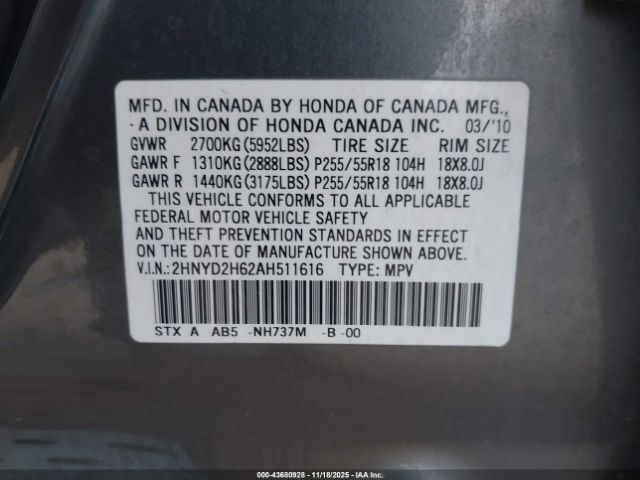 MFD. IN CANADA BY HONDA OF CANADA MFG.,
A DIVISION OF HONDA CANADA INC. 03/'10
GVWR 2700KG(5952LBS) TIRE SIZE RIM SIZE
GAWR F 1310KG(2888LBS) P255/55R18 104H 18X8.0J
GAWR R 1440KG(3175LBS) P255/55R18 104H 18X8.0J
THIS VEHICLE CONFORMS TO ALL APPLICABLE
FEDERAL MOTOR VEHICLE SAFETY
AND THEFT PREVENTION STANDARDS IN EFFECT
ON THE DATE OF MANUFACTURE SHOWN ABOVE.
V.I.N.:2HNYD2H62AH511616 TYPE: MPV
STX A AB5 -NH737M -B -00
000-43680928 - 11/18/2025 - IAAI.COM